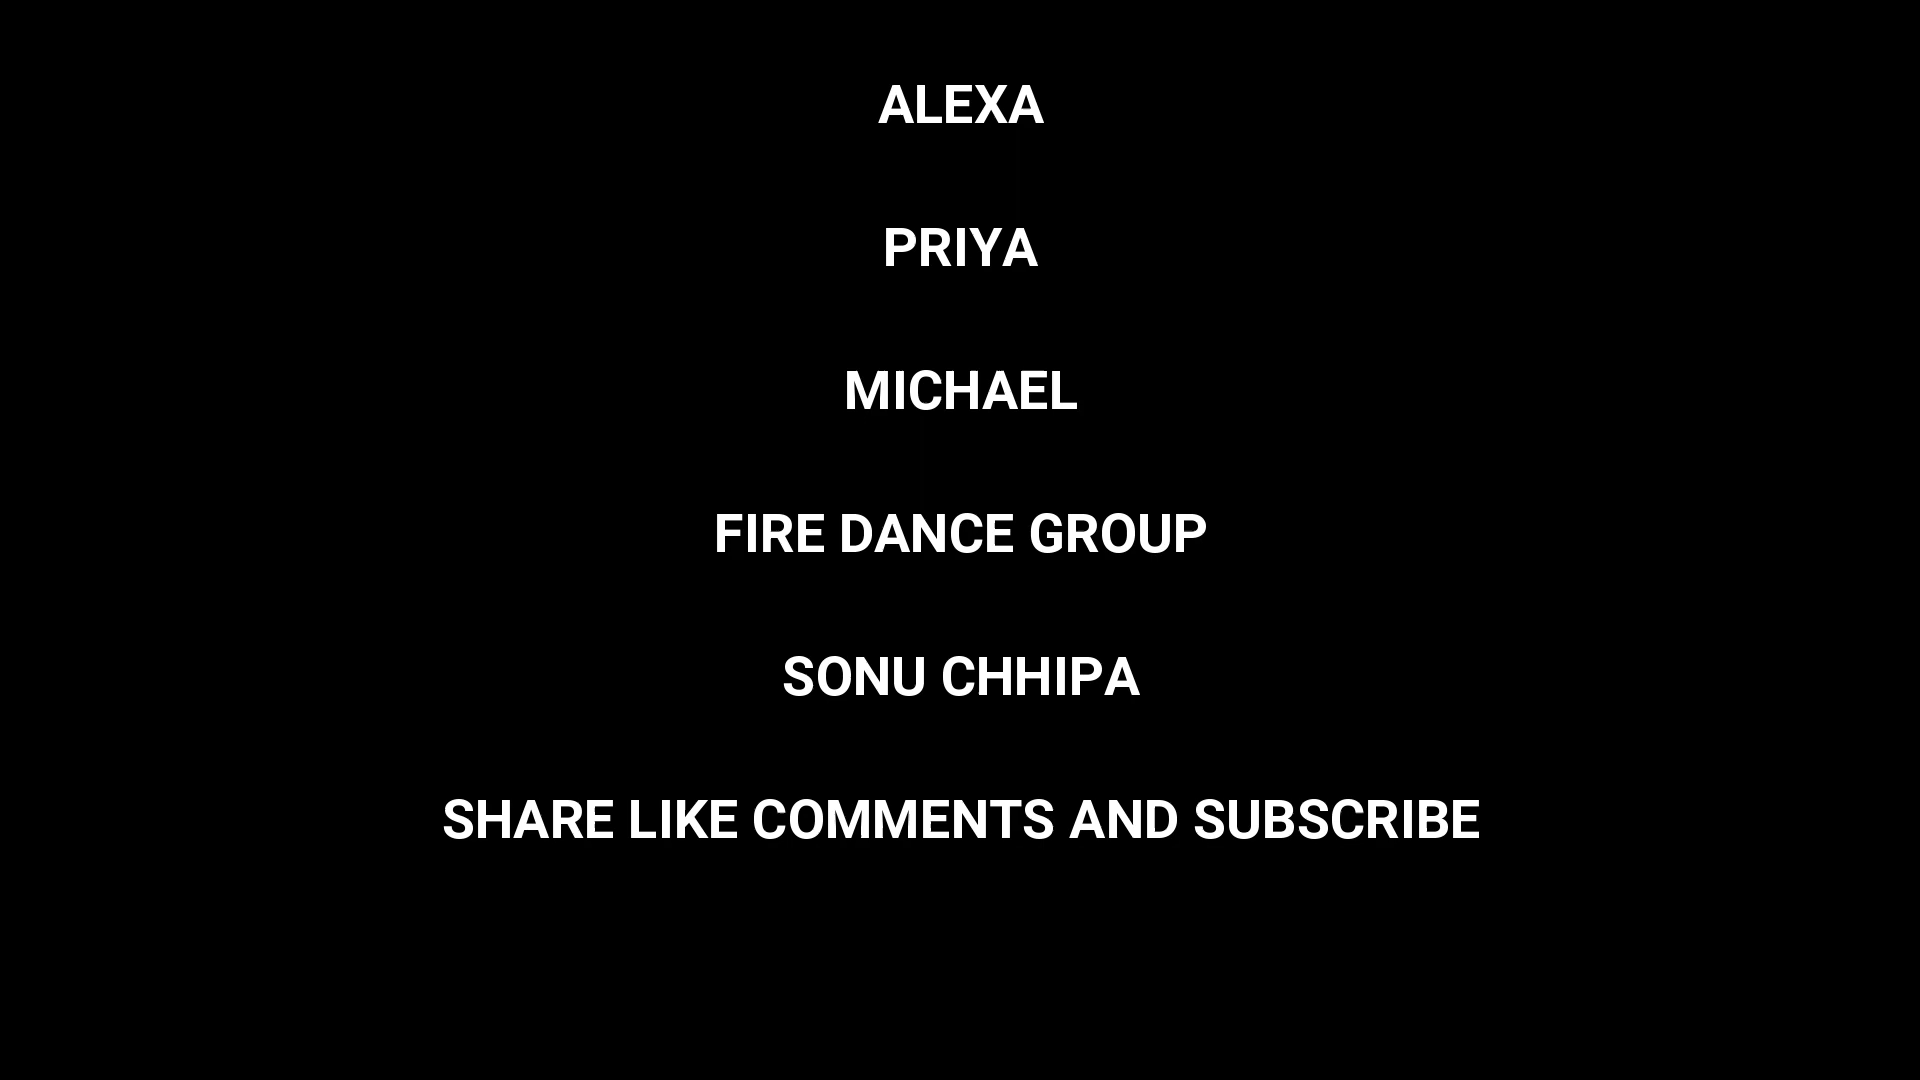 ALEXA
PRIYA
MICHAEL
FIRE DANCE GROUP
SONU CHHIPA
SHARE LIKE COMMENTS AND SUBSCRIBE